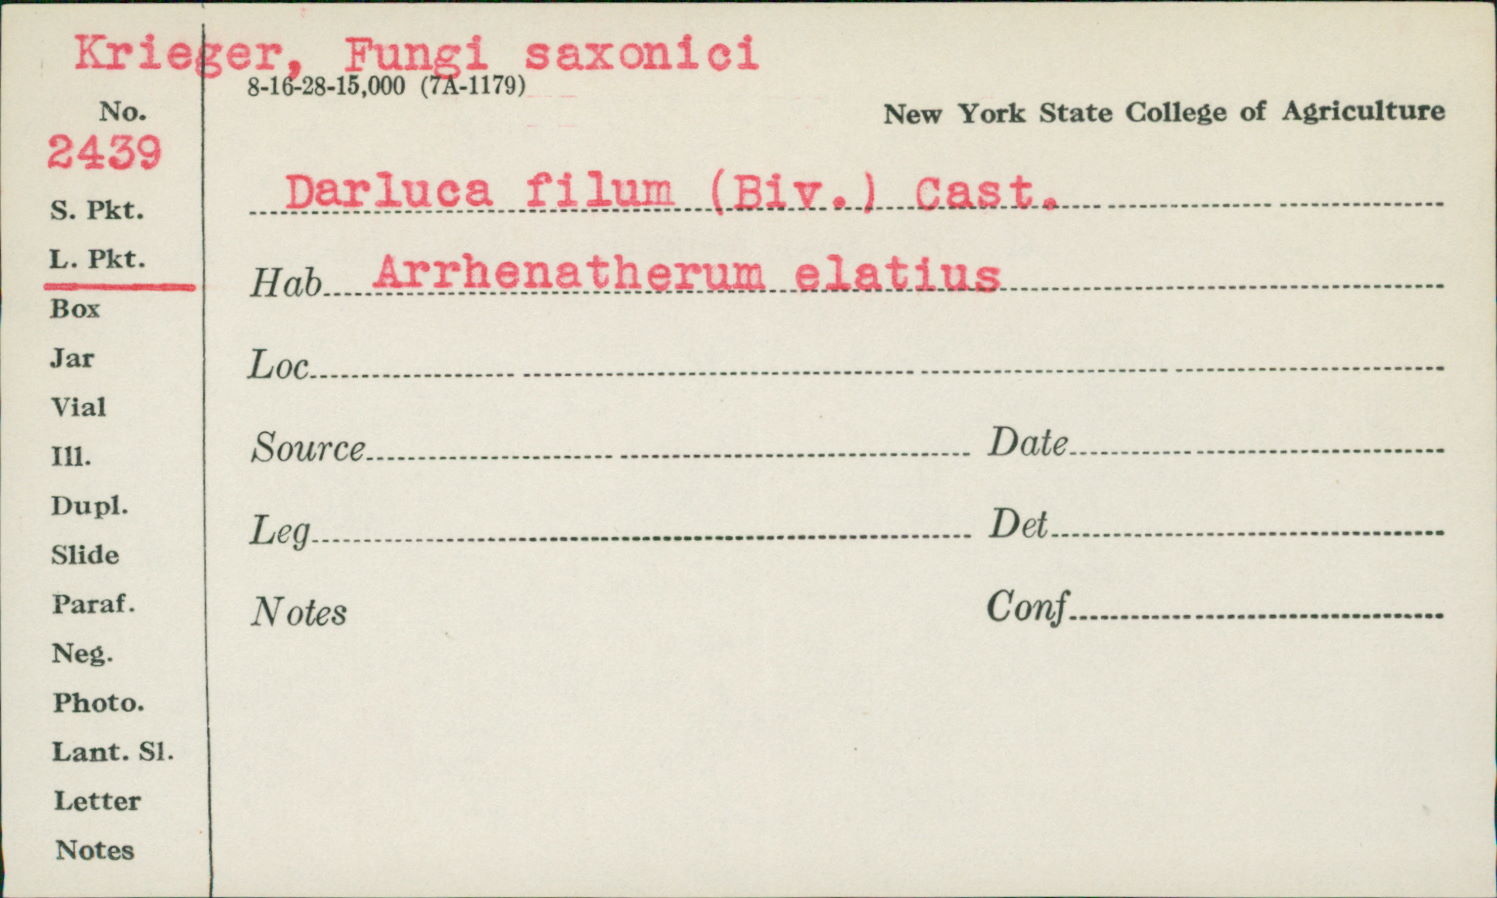 Krieger, Fungi saxonici
8-16-28-15,000 (7A-1179)
No.
New York State College of Agriculture
2439
Darluca filum (Biv.) Cast.
S. Pkt.
L. Pkt.
Hab. Arrhenatherum elatius
Box
Jar
Loc.
Vial
Ill.
Source
Date
Dupl.
Leg
Det
Slide
Paraf.
Notes
Conf
Neg.
Photo.
Lant. Sl.
Letter
Notes